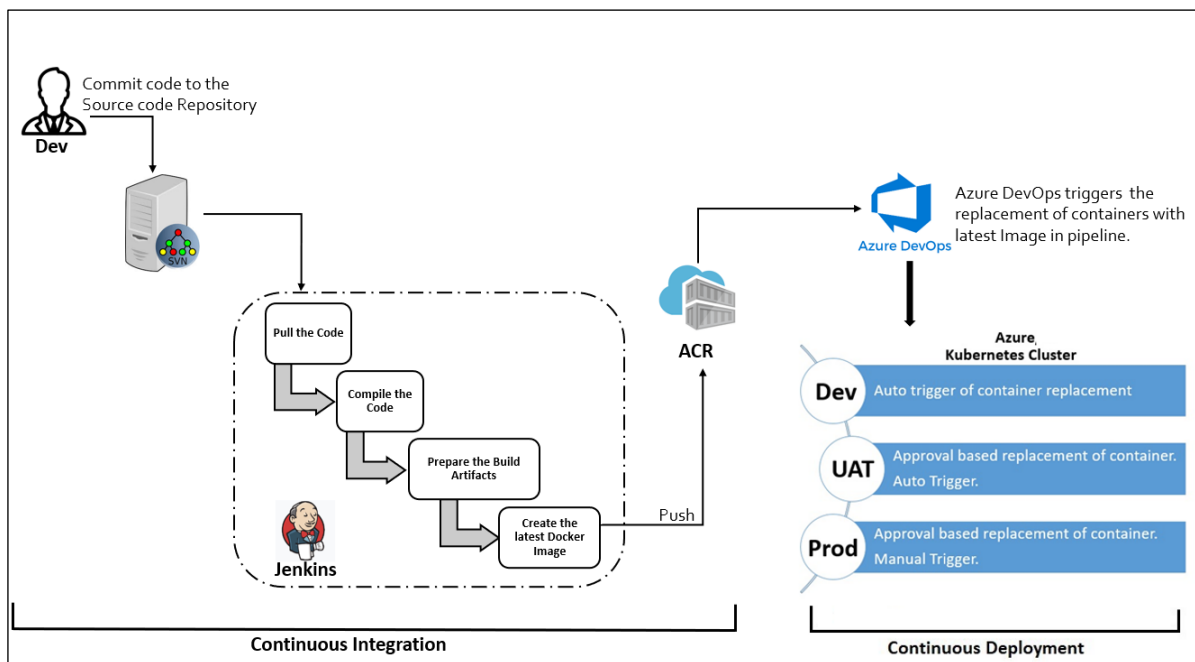 Commit code to the
Source code Repository
Dev
SVN
Pull the Code
Compile the
Code
Prepare the Build
Artifacts
Create the
latest Docker
Image
Jenkins
Push
ACR
Azure DevOps
Azure DevOps triggers the
replacement of containers with
latest Image in pipeline.
Azure,
Kubernetes Cluster
Dev
Auto trigger of container replacement
UAT
Approval based replacement of container.
Auto Trigger.
Prod
Approval based replacement of container.
Manual Trigger.
Continuous Integration
Continuous Deployment